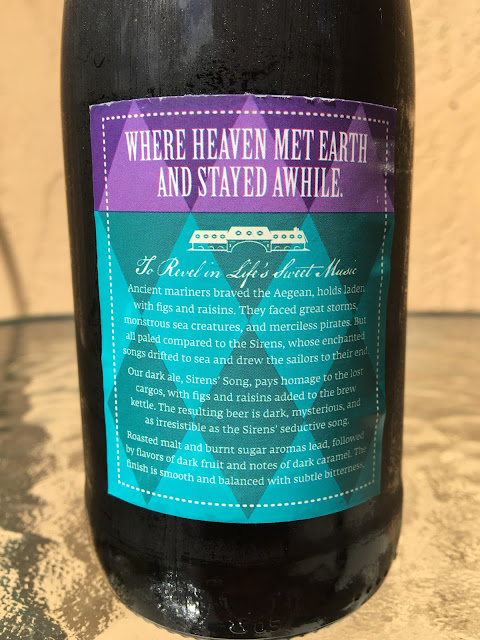 WHERE HEAVEN MET EARTH
AND STAYED AWHILE.
To Revel in Life's Sweet Music
Ancient mariners braved the Aegean, holds laden
with figs and raisins. They faced great storms,
monstrous sea creatures, and merciless pirates. But
all paled compared to the Sirens, whose enchanted
songs drifted to sea and drew the sailors to their end.
Our dark ale, Sirens' Song, pays homage to the lost
cargos, with figs and raisins added to the brew
kettle. The resulting beer is dark, mysterious, and
as irresistible as the Sirens' seductive song.
Roasted malt and burnt sugar aromas lead, followed
by flavors of dark fruit and notes of dark caramel. The
finish is smooth and balanced with subtle bitterness.